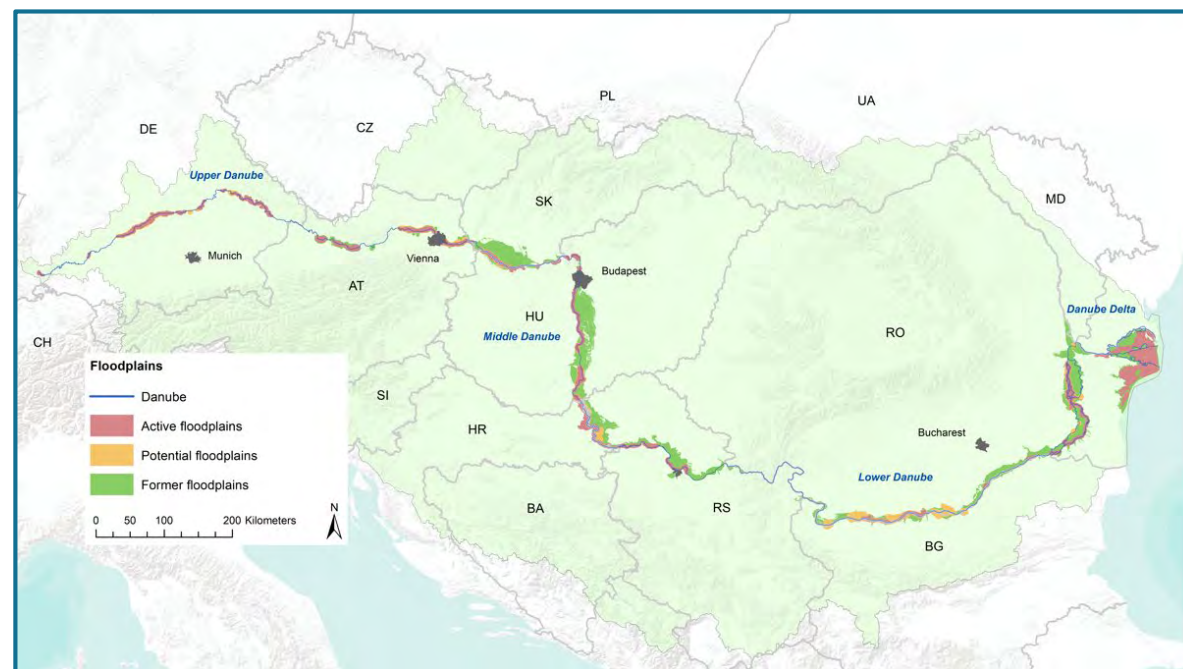 PL
UA
DE
CZ
Upper Danube
SK
MD
Munich
Vienna
Budapest
Danube Delta
AT
HU
Middle Danube
RO
CH
Floodplains
Danube
Active floodplains
Potential floodplains
Former floodplains
0 50 100 200 Kilometers
N
SI
HR
Bucharest
Lower Danube
BA
RS
BG